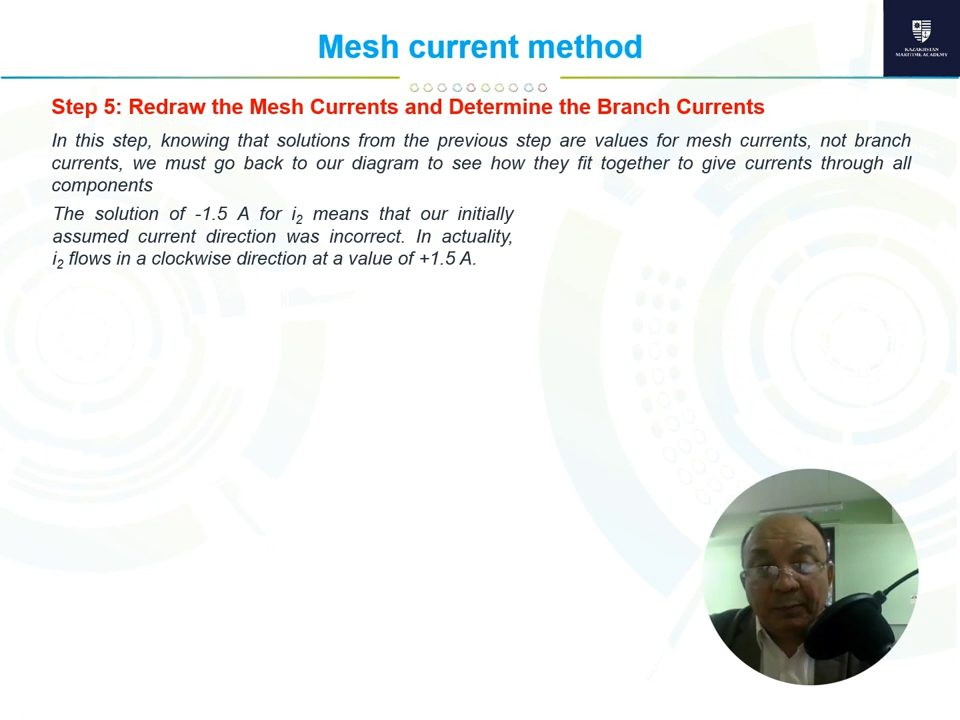 Mesh current method
KAZAKHSTAN
MARITIME ACADEMY
Step 5: Redraw the Mesh Currents and Determine the Branch Currents
In this step, knowing that solutions from the previous step are values for mesh currents, not branch
currents, we must go back to our diagram to see how they fit together to give currents through all
components
The solution of -1.5 A for i2 means that our initially
assumed current direction was incorrect. In actuality,
i2 flows in a clockwise direction at a value of +1.5 A.